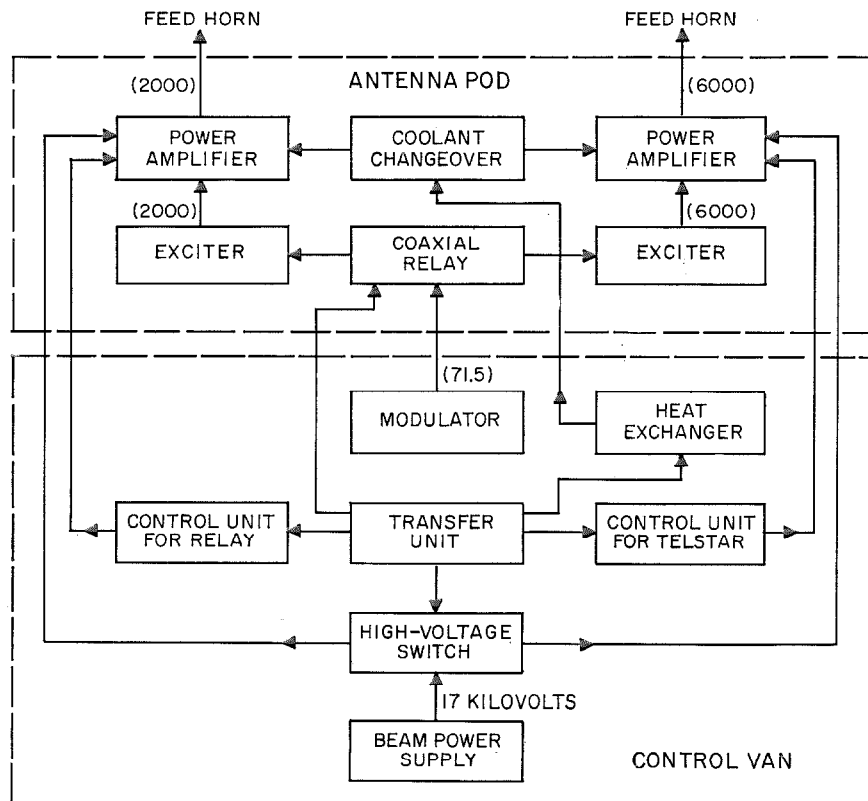 FEED HORN
FEED HORN
ANTENNA POD
(2000)
(6000)
POWER
AMPLIFIER
COOLANT
CHANGEOVER
POWER
AMPLIFIER
(2000)
(6000)
EXCITER
COAXIAL
RELAY
EXCITER
(71.5)
MODULATOR
HEAT
EXCHANGER
CONTROL UNIT
FOR RELAY
TRANSFER
UNIT
CONTROL UNIT
FOR TELSTAR
HIGH-VOLTAGE
SWITCH
17 KILOVOLTS
BEAM POWER
SUPPLY
CONTROL VAN